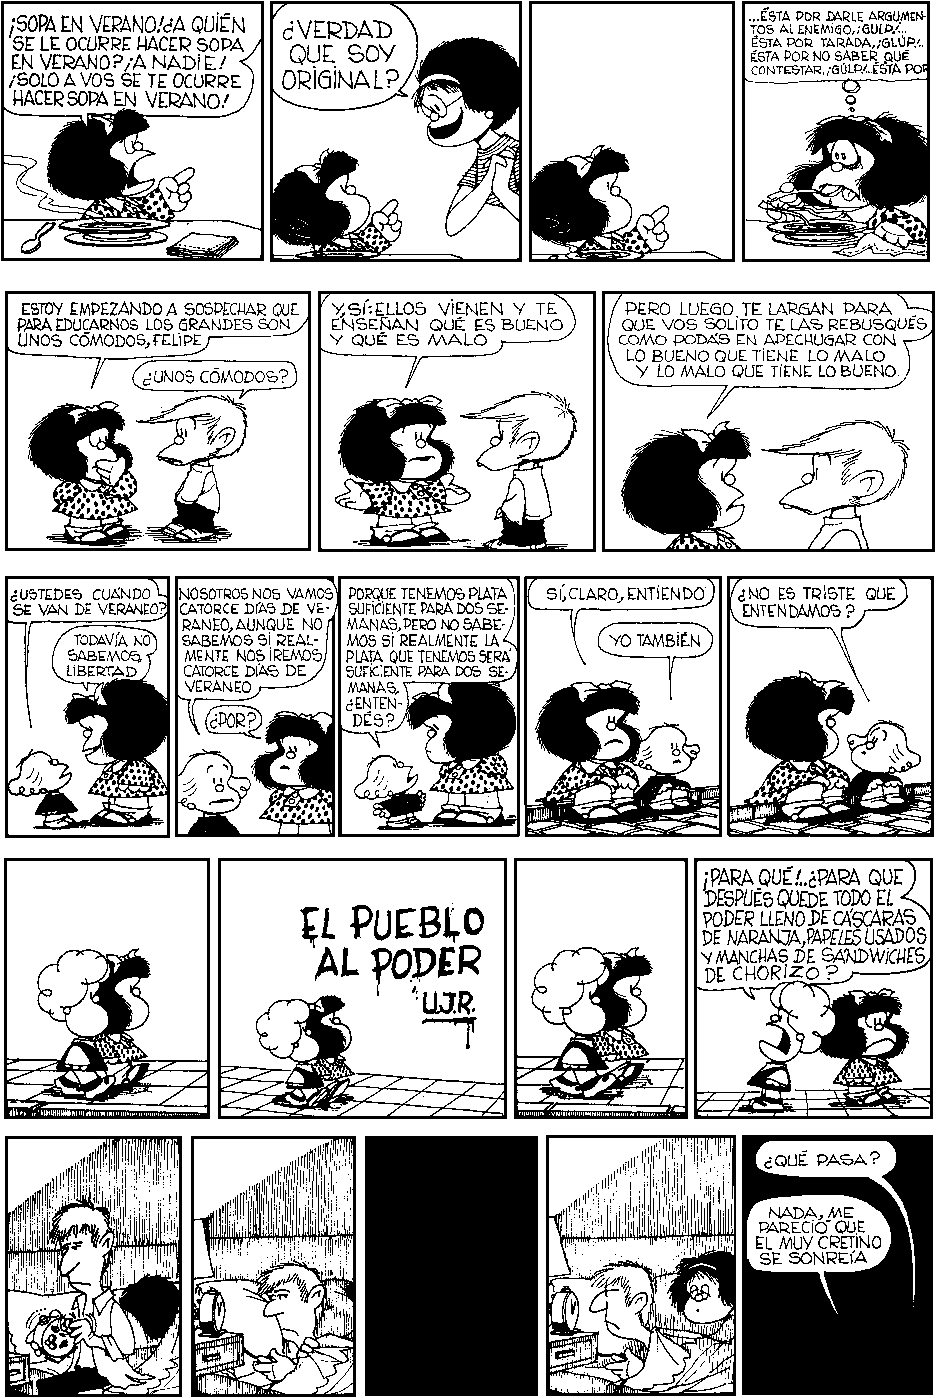 ¡SOPA EN VERANO! ¿A QUIÉN
SE LE OCURRE HACER SOPA
EN VERANO? ¡A NADIE!
¡SOLO A VOS SE TE OCURRE
HACER SOPA EN VERANO!
¿VERDAD
QUE SOY
ORIGINAL?
...ÉSTA POR DARLE ARGUMEN-
TOS AL ENEMIGO, ¡GULP!...
ÉSTA POR TARADA, ¡GLUP!..
ÉSTA POR NO SABER QUÉ
CONTESTAR, ¡GULP!..ÉSTA POR
ESTOY EMPEZANDO A SOSPECHAR QUE
PARA EDUCARNOS LOS GRANDES SON
UNOS CÓMODOS, FELIPE
¿UNOS CÓMODOS?
Y, SÍ: ELLOS VIENEN Y TE
ENSEÑAN QUÉ ES BUENO
Y QUÉ ES MALO
PERO LUEGO TE LARGAN PARA
QUE VOS SOLITO TE LAS REBUSQUÉS
COMO PODÁS EN APECHUGAR CON
LO BUENO QUE TIENE LO MALO
Y LO MALO QUE TIENE LO BUENO.
¿USTEDES CUÁNDO
SE VAN DE VERANEO?
TODAVÍA NO
SABEMOS,
LIBERTAD
NOSOTROS NOS VAMOS
CATORCE DÍAS DE VE-
RANEO, AUNQUE NO
SABEMOS SI REAL-
MENTE NOS IREMOS
CATORCE DÍAS DE
VERANEO
¿POR?
PORQUE TENEMOS PLATA
SUFICIENTE PARA DOS SE-
MANAS, PERO NO SABE-
MOS SI REALMENTE LA
PLATA QUE TENEMOS SERÁ
SUFICIENTE PARA DOS SE-
MANAS.
¿ENTEN-
DÉS?
SÍ, CLARO, ENTIENDO
YO TAMBIÉN
¿NO ES TRISTE QUE
ENTENDAMOS?
EL PUEBLO
AL PODER
U.J.R.
¡PARA QUÉ!..¿PARA QUE
DESPUÉS QUEDE TODO EL
PODER LLENO DE CÁSCARAS
DE NARANJA, PAPELES USADOS
Y MANCHAS DE SANDWICHES
DE CHORIZO?
¿QUÉ PASA?
NADA, ME
PARECIÓ QUE
EL MUY CRETINO
SE SONREÍA